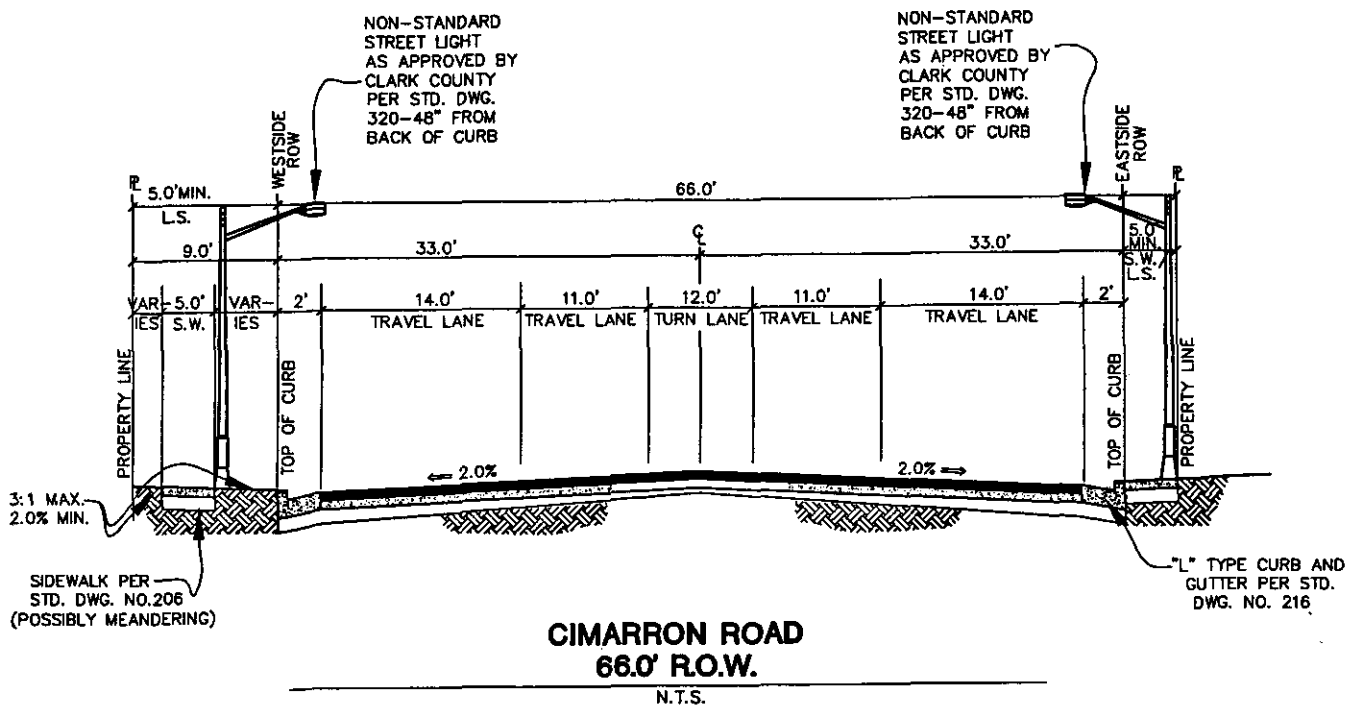 NON-STANDARD
STREET LIGHT
AS APPROVED BY
CLARK COUNTY
PER STD. DWG.
320-48" FROM
BACK OF CURB
NON-STANDARD
STREET LIGHT
AS APPROVED BY
CLARK COUNTY
PER STD. DWG.
320-48" FROM
BACK OF CURB
WESTSIDE
ROW
EASTSIDE
ROW
PL
5.0'MIN.
L.S.
66.0'
PL
9.0'
33.0'
CL
33.0'
5.0'
MIN.
S.W.
L.S.
VAR-
IES
5.0'
S.W.
VAR-
IES
2'
14.0'
TRAVEL LANE
11.0'
TRAVEL LANE
12.0'
TURN LANE
11.0'
TRAVEL LANE
14.0'
TRAVEL LANE
2'
PROPERTY LINE
TOP OF CURB
TOP OF CURB
PROPERTY LINE
2.0%
2.0%
3:1 MAX.
2.0% MIN.
SIDEWALK PER
STD. DWG. NO.206
(POSSIBLY MEANDERING)
"L" TYPE CURB AND
GUTTER PER STD.
DWG. NO. 216
CIMARRON ROAD
66.0' R.O.W.
N.T.S.